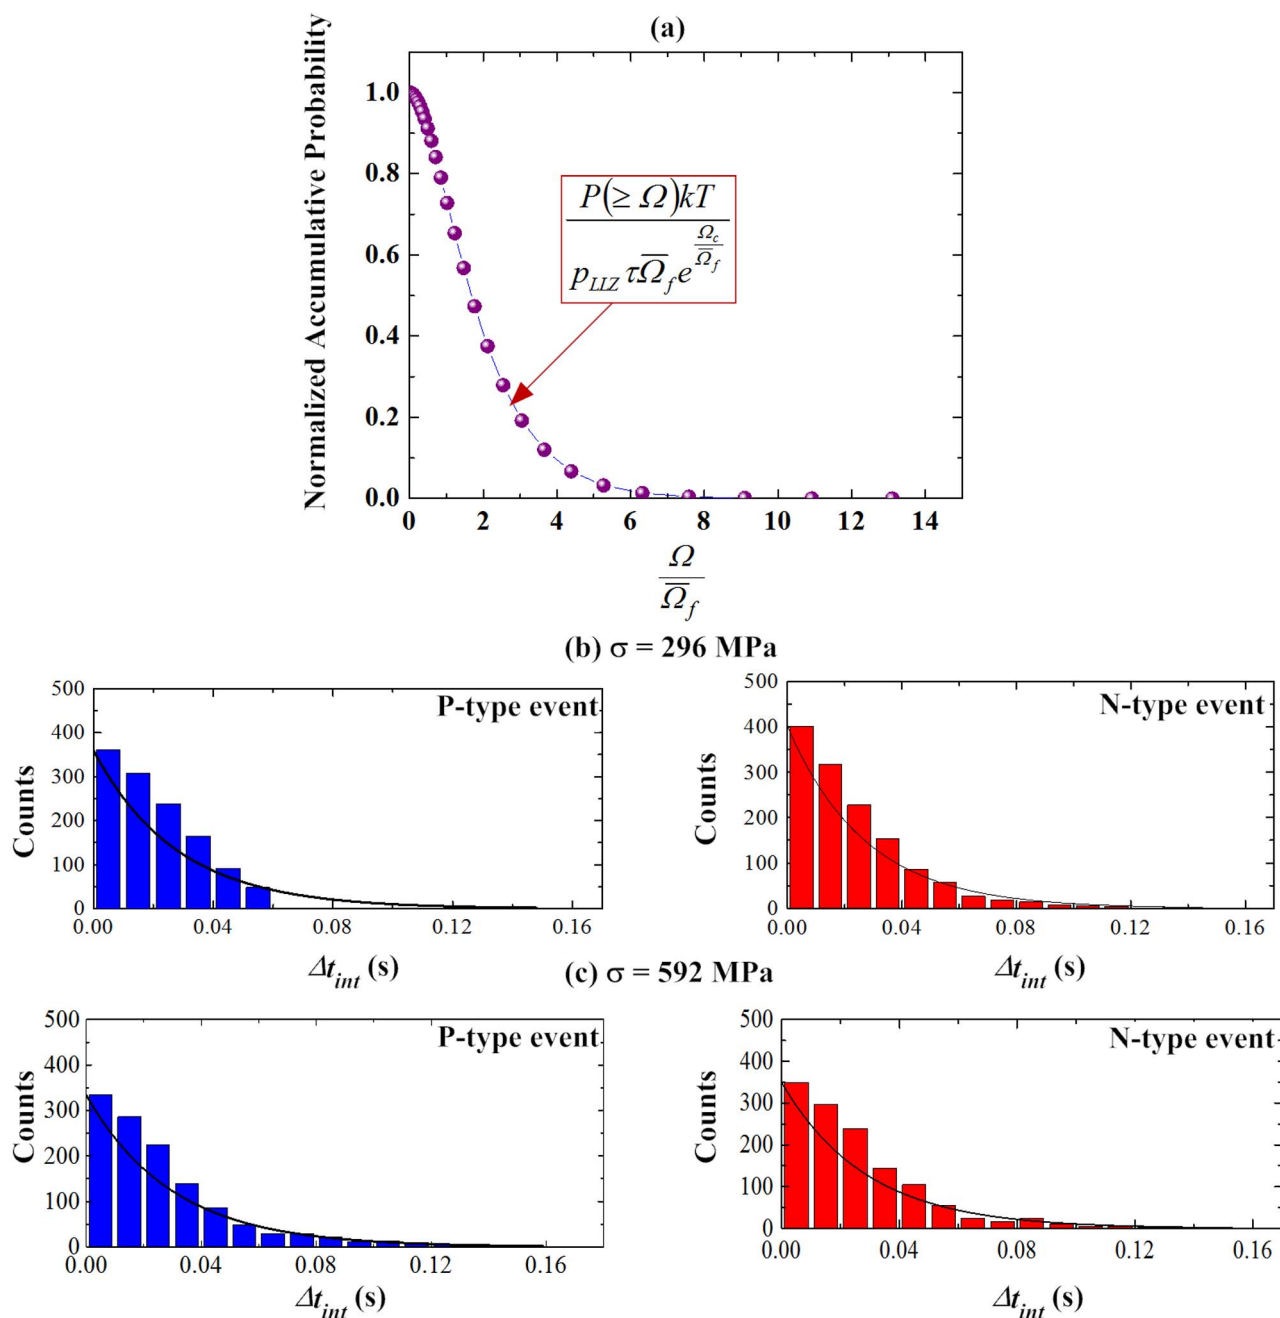 (a)
Normalized Accumulative Probability
1.0
0.8
0.6
0.4
0.2
0.0
P(≥ Ω)kT
p_LLZ τΩ̅_f e^(Ω_c/Ω̅_f)
0 2 4 6 8 10 12 14
Ω
Ω̅_f
(b) σ = 296 MPa
P-type event
Counts
500
400
300
200
100
0
0.00 0.04 0.08 0.12 0.16
Δt_int (s)
N-type event
Counts
500
400
300
200
100
0
0.00 0.04 0.08 0.12 0.16
Δt_int (s)
(c) σ = 592 MPa
P-type event
Counts
500
400
300
200
100
0
0.00 0.04 0.08 0.12 0.16
Δt_int (s)
N-type event
Counts
500
400
300
200
100
0
0.00 0.04 0.08 0.12 0.16
Δt_int (s)